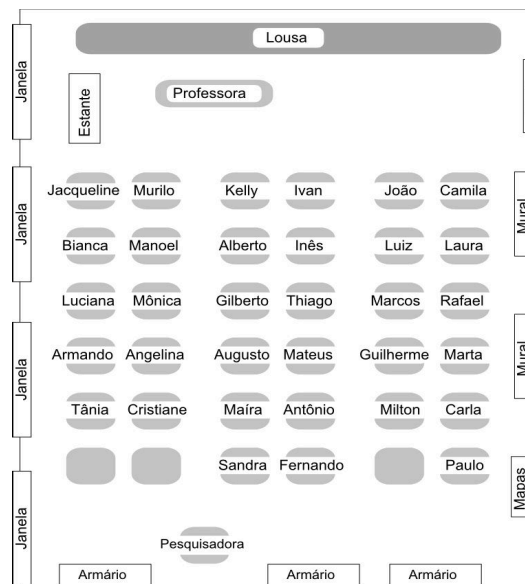 Lousa
Janela
Professora
Estante
Jacqueline Murilo Kelly Ivan João Camila
Janela
Mural
Bianca Manoel Alberto Inês Luiz Laura
Luciana Mônica Gilberto Thiago Marcos Rafael
Janela
Mural
Armando Angelina Augusto Mateus Guilherme Marta
Tânia Cristiane Maíra Antônio Milton Carla
Sandra Fernando Paulo
Janela
Mapas
Pesquisadora
Armário Armário Armário